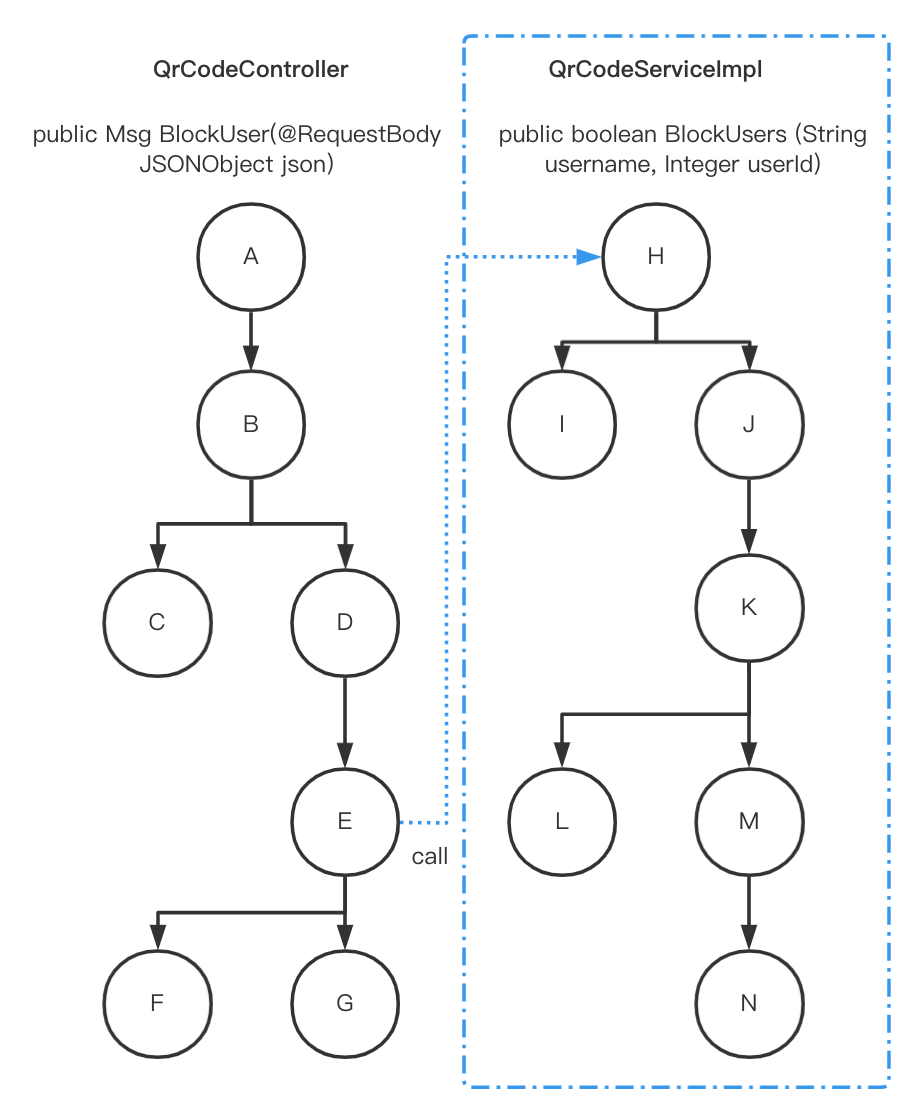 QrCodeController
public Msg BlockUser(@RequestBody
JSONObject json)
A
B
C
D
E
call
F
G
QrCodeServiceImpl
public boolean BlockUsers (String
username, Integer userId)
H
I
J
K
L
M
N